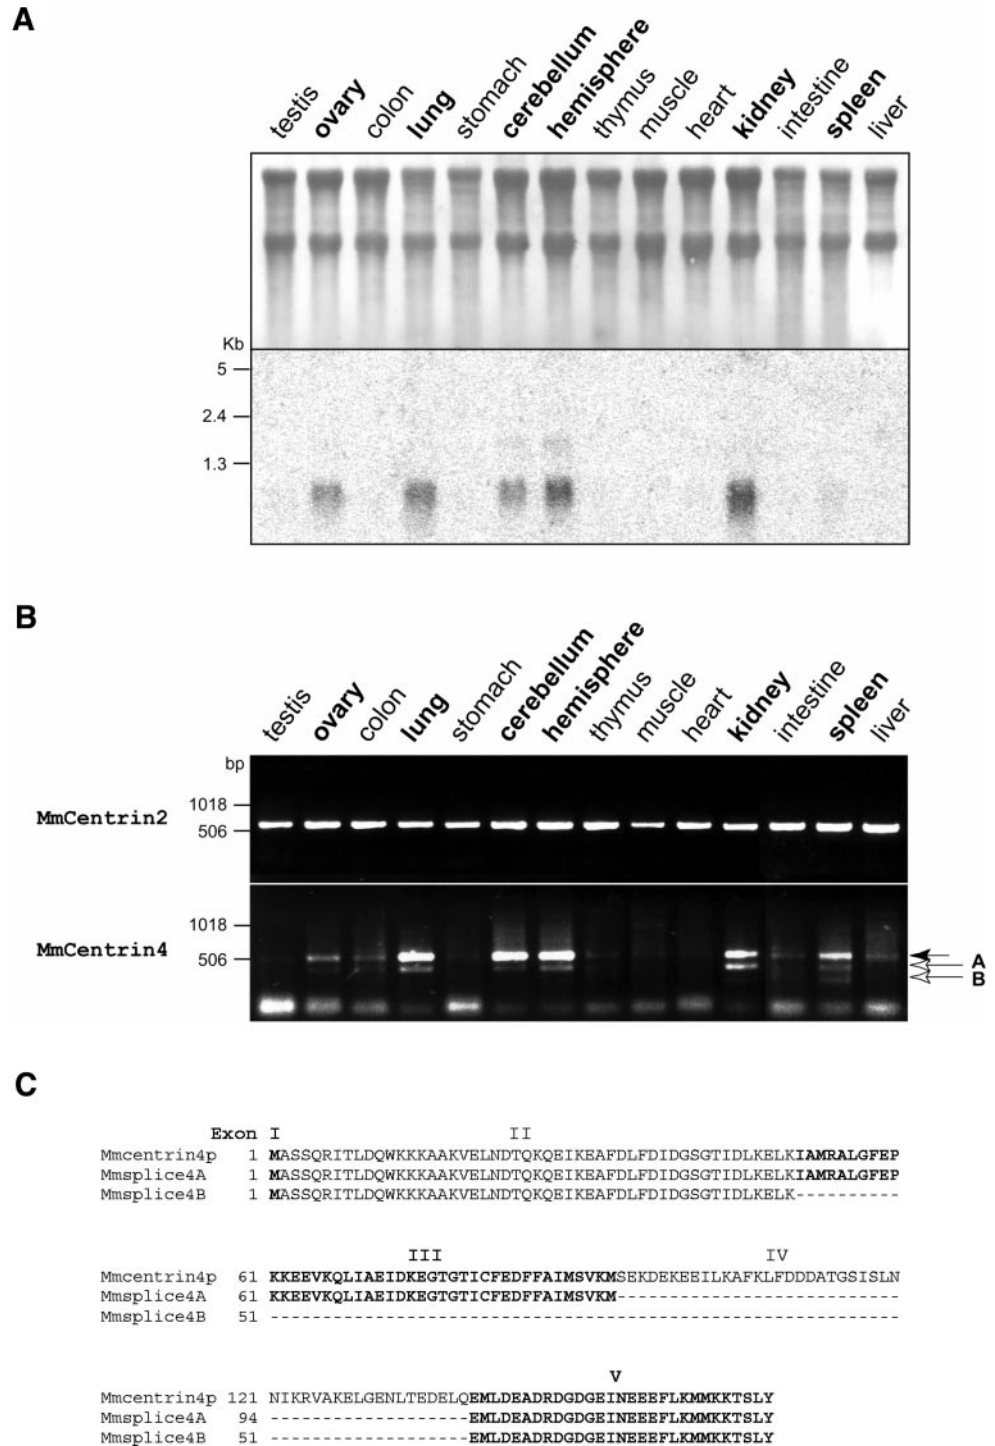 A
testis ovary colon lung stomach cerebellum hemisphere thymus muscle heart kidney intestine spleen liver
Kb
5
2.4
1.3
B
testis ovary colon lung stomach cerebellum hemisphere thymus muscle heart kidney intestine spleen liver
bp
1018
MmCentrin2
506
1018
MmCentrin4
506
A
B
C
Exon I II
Mmcentrin4p 1 MASSQRITLDQWKKKAAKVELNDTQKQEIKEAFDLFDIDGSGTIDLKELKIAMRALGFEP
Mmsplice4A 1 MASSQRITLDQWKKKAAKVELNDTQKQEIKEAFDLFDIDGSGTIDLKELKIAMRALGFEP
Mmsplice4B 1 MASSQRITLDQWKKKAAKVELNDTQKQEIKEAFDLFDIDGSGTIDLKELK----------
III IV
Mmcentrin4p 61 KKEEVKQLIAEIDKEGTGTICFEDFFAIMSVKMSEKDEKEEILKAFKLFDDDATGSISLN
Mmsplice4A 61 KKEEVKQLIAEIDKEGTGTICFEDFFAIMSVKM---------------------------
Mmsplice4B 51 ------------------------------------------------------------
V
Mmcentrin4p 121 NIKRVAKELGENLTEDELQEMLDEADRDGDGEINEEEFLKMMKKTSLY
Mmsplice4A 94 -------------------EMLDEADRDGDGEINEEEFLKMMKKTSLY
Mmsplice4B 51 -------------------EMLDEADRDGDGEINEEEFLKMMKKTSLY